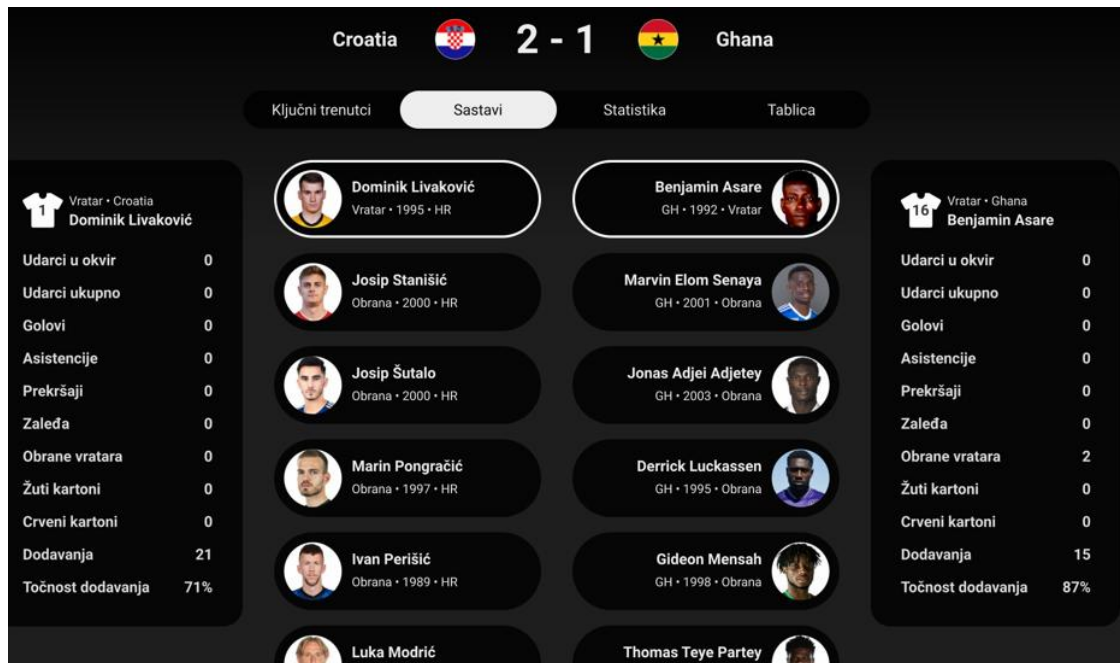 Croatia 2 - 1 Ghana
Ključni trenutci Sastavi Statistika Tablica
1 Vratar • Croatia
Dominik Livaković
Udarci u okvir 0
Udarci ukupno 0
Golovi 0
Asistencije 0
Prekršaji 0
Zaleđa 0
Obrane vratara 0
Žuti kartoni 0
Crveni kartoni 0
Dodavanja 21
Točnost dodavanja 71%
Dominik Livaković
Vratar • 1995 • HR
Josip Stanišić
Obrana • 2000 • HR
Josip Šutalo
Obrana • 2000 • HR
Marin Pongračić
Obrana • 1997 • HR
Ivan Perišić
Obrana • 1989 • HR
Luka Modrić
Benjamin Asare
GH • 1992 • Vratar
Marvin Elom Senaya
GH • 2001 • Obrana
Jonas Adjei Adjetey
GH • 2003 • Obrana
Derrick Luckassen
GH • 1995 • Obrana
Gideon Mensah
GH • 1998 • Obrana
Thomas Teye Partey
16 Vratar • Ghana
Benjamin Asare
Udarci u okvir 0
Udarci ukupno 0
Golovi 0
Asistencije 0
Prekršaji 0
Zaleđa 0
Obrane vratara 2
Žuti kartoni 0
Crveni kartoni 0
Dodavanja 15
Točnost dodavanja 87%